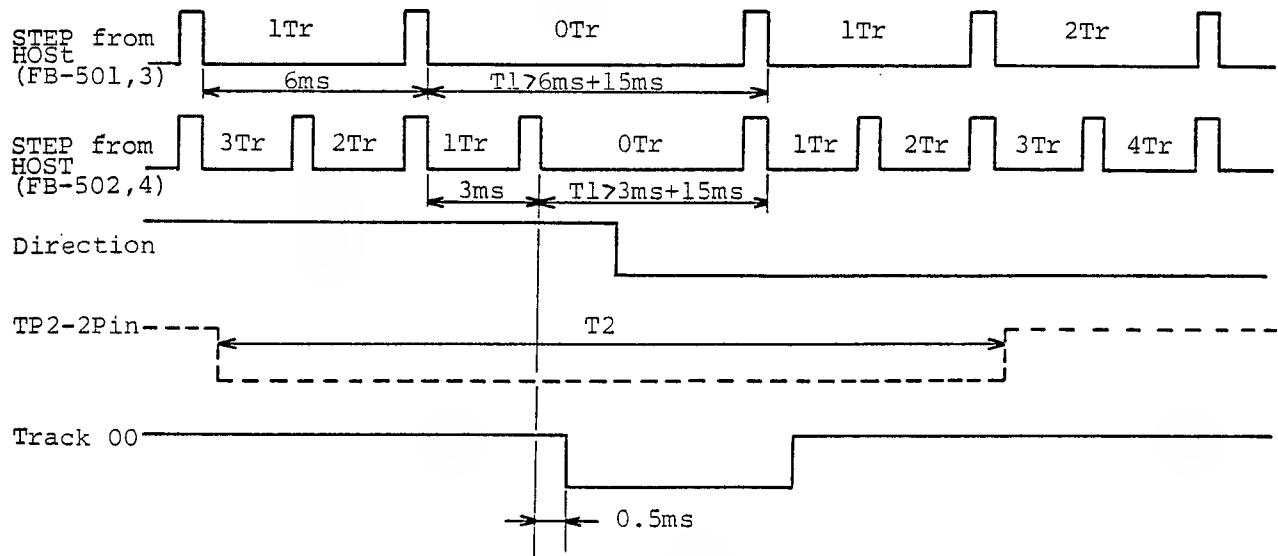 STEP from
HOSt
(FB-501,3)
1Tr
0Tr
1Tr
2Tr
6ms
T1>6ms+15ms
STEP from
HOST
(FB-502,4)
3Tr
2Tr
1Tr
0Tr
1Tr
2Tr
3Tr
4Tr
3ms
T1>3ms+15ms
Direction
TP2-2Pin
T2
Track 00
0.5ms